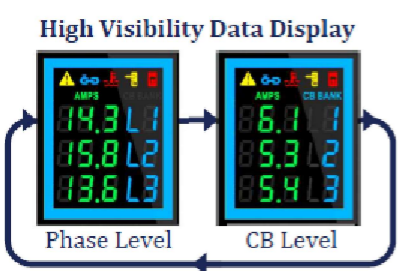 High Visibility Data Display
AMPS
14.3 L1
15.8 L2
13.6 L3
AMPS CB BANK
6.1 1
5.3 2
5.4 3
Phase Level
CB Level